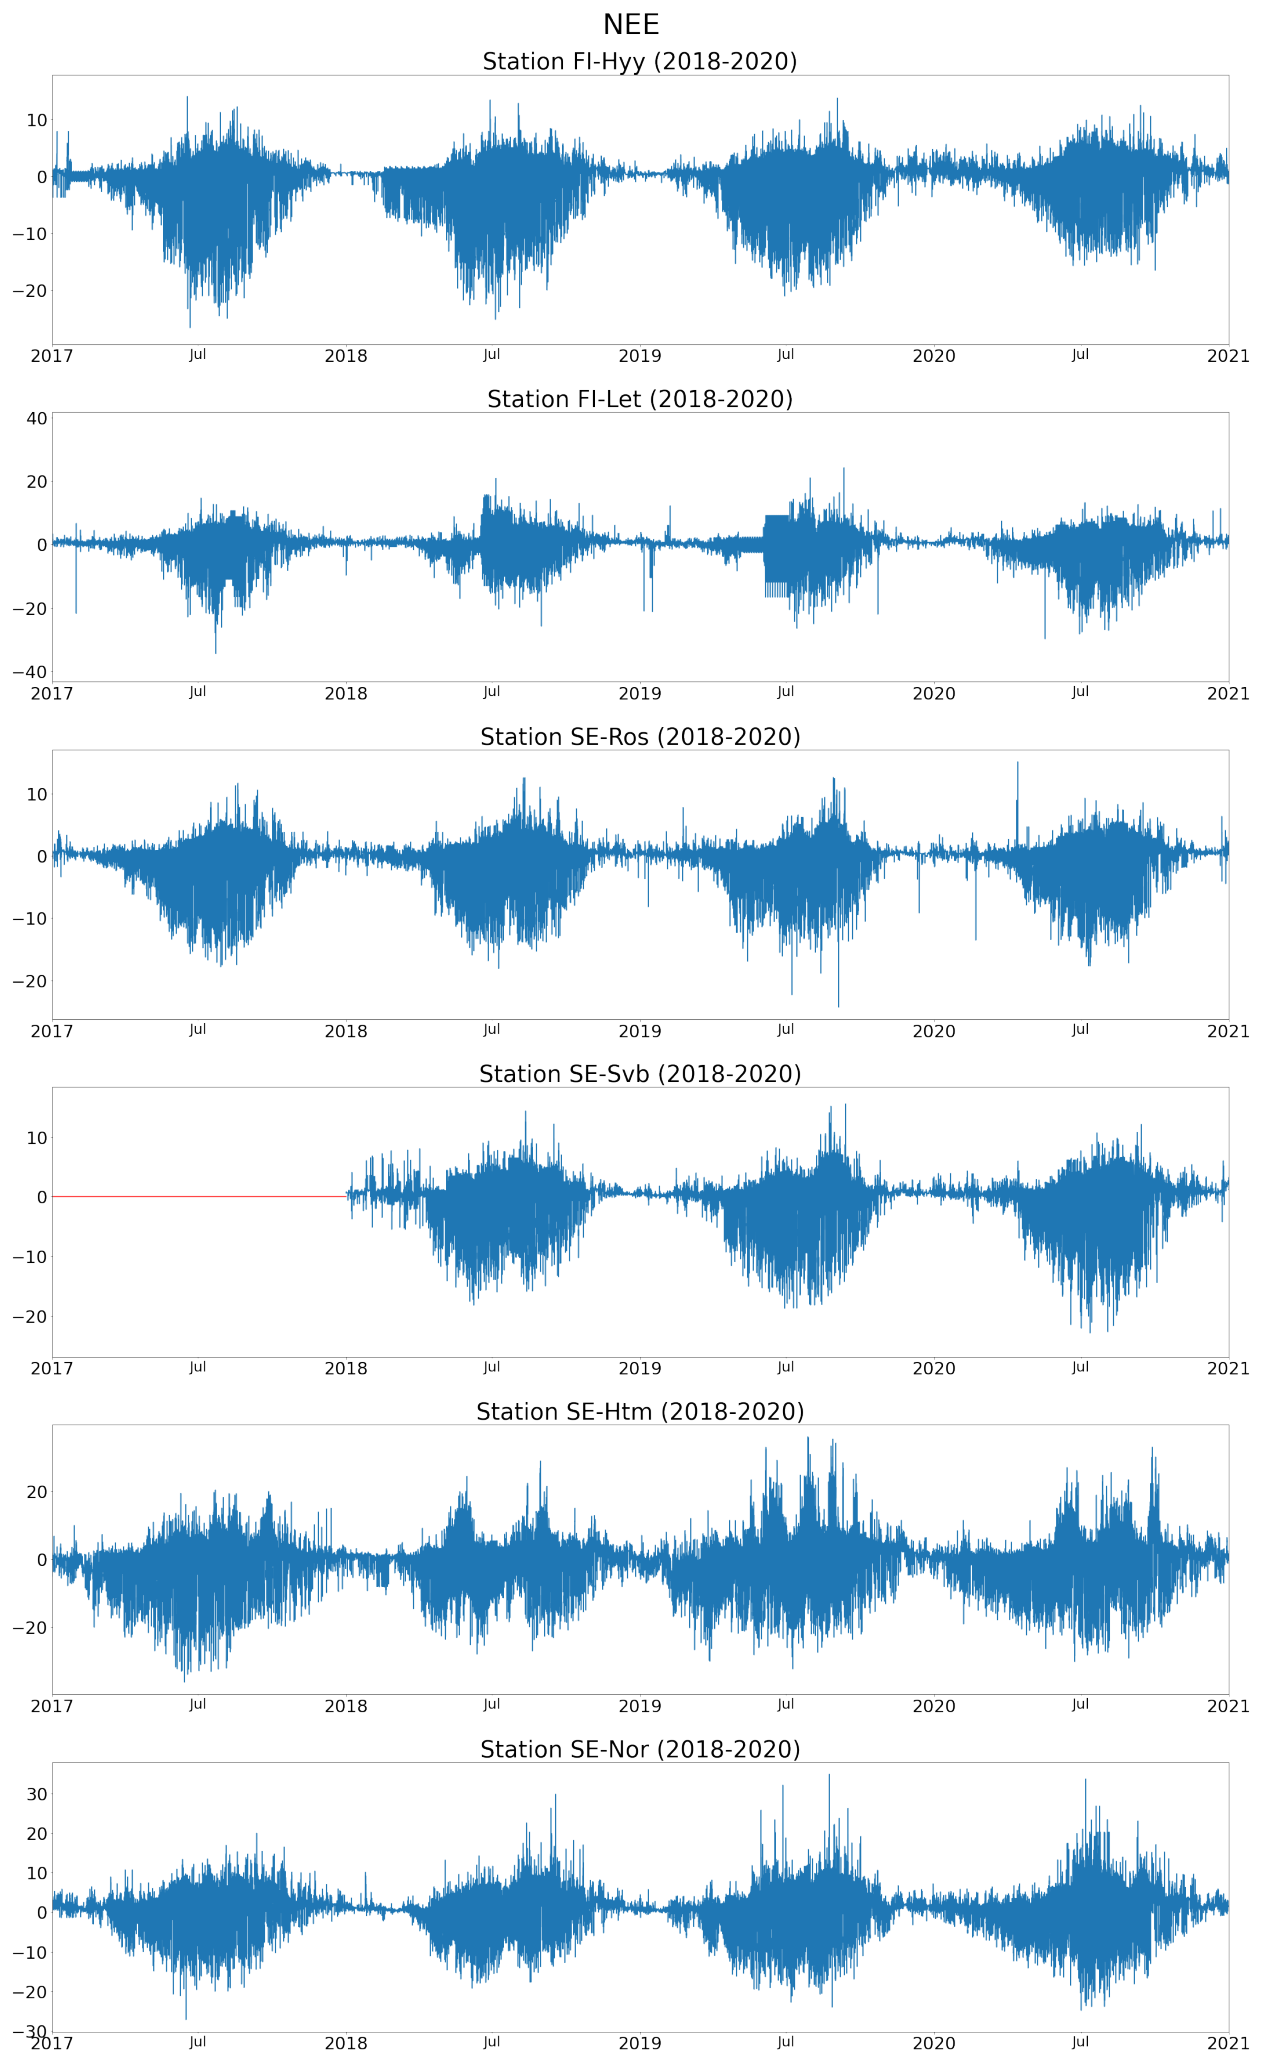 NEE
Station FI-Hyy (2018-2020)
10
0
−10
−20
2017 Jul 2018 Jul 2019 Jul 2020 Jul 2021
Station FI-Let (2018-2020)
40
20
0
−20
−40
2017 Jul 2018 Jul 2019 Jul 2020 Jul 2021
Station SE-Ros (2018-2020)
10
0
−10
−20
2017 Jul 2018 Jul 2019 Jul 2020 Jul 2021
Station SE-Svb (2018-2020)
10
0
−10
−20
2017 Jul 2018 Jul 2019 Jul 2020 Jul 2021
Station SE-Htm (2018-2020)
20
0
−20
2017 Jul 2018 Jul 2019 Jul 2020 Jul 2021
Station SE-Nor (2018-2020)
30
20
10
0
−10
−20
−30
2017 Jul 2018 Jul 2019 Jul 2020 Jul 2021